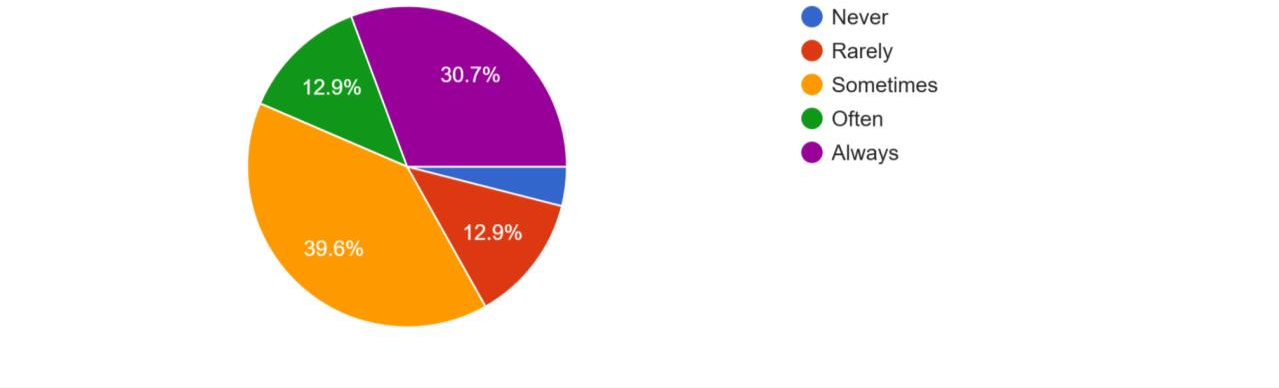 Never
Rarely
Sometimes
Often
Always
30.7%
12.9%
12.9%
39.6%